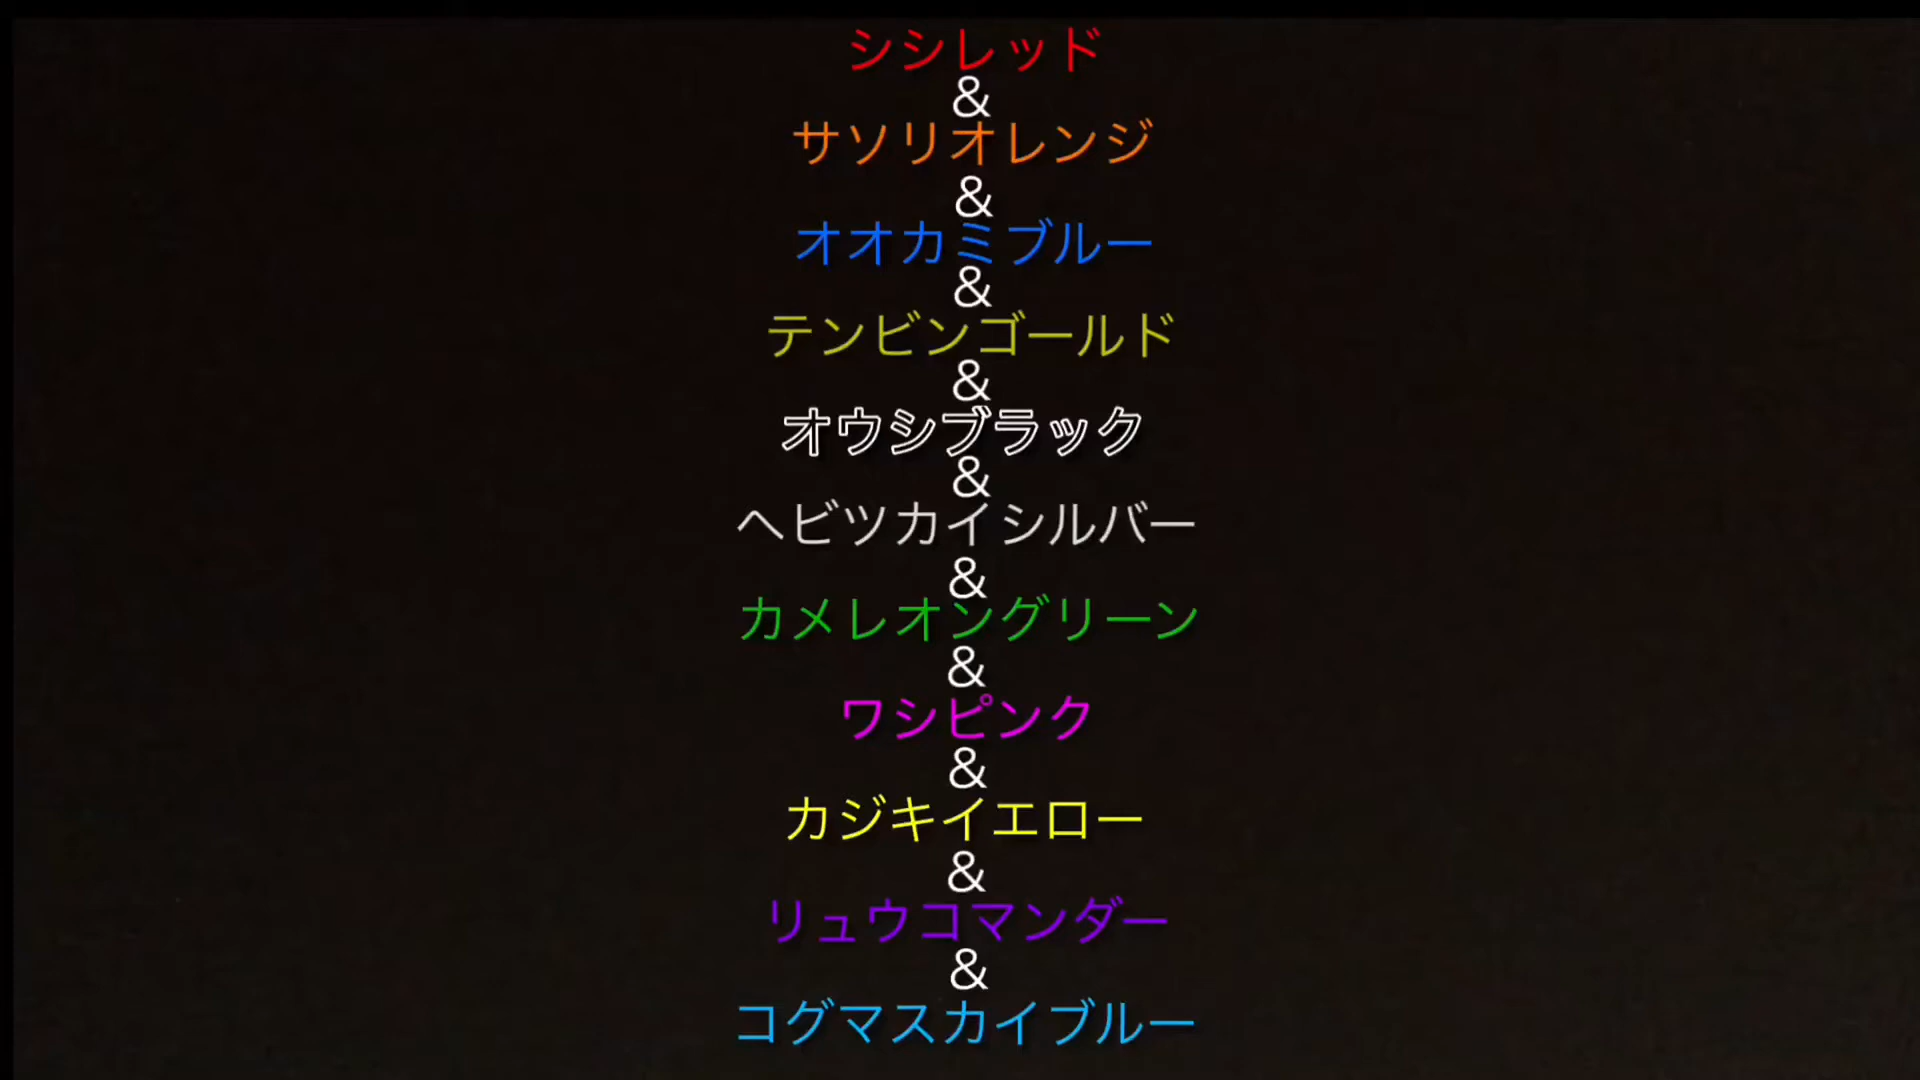 シシレッド
&
サソリオレンジ
&
オオカミブルー
&
テンビンゴールド
&
オウシブラック
&
ヘビツカイシルバー
&
カメレオングリーン
&
ワシピンク
&
カジキイエロー
&
リュウコマンダー
&
コグマスカイブルー